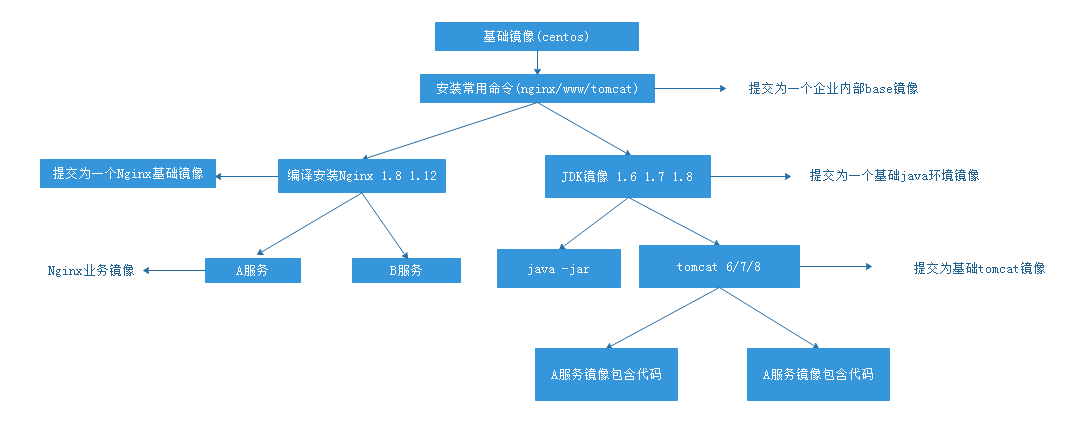 基础镜像(centos)
安装常用命令(nginx/www/tomcat)
提交为一个企业内部base镜像
提交为一个Nginx基础镜像
编译安装Nginx 1.8 1.12
JDK镜像 1.6 1.7 1.8
提交为一个基础java环境镜像
Nginx业务镜像
A服务
B服务
java -jar
tomcat 6/7/8
提交为基础tomcat镜像
A服务镜像包含代码
A服务镜像包含代码